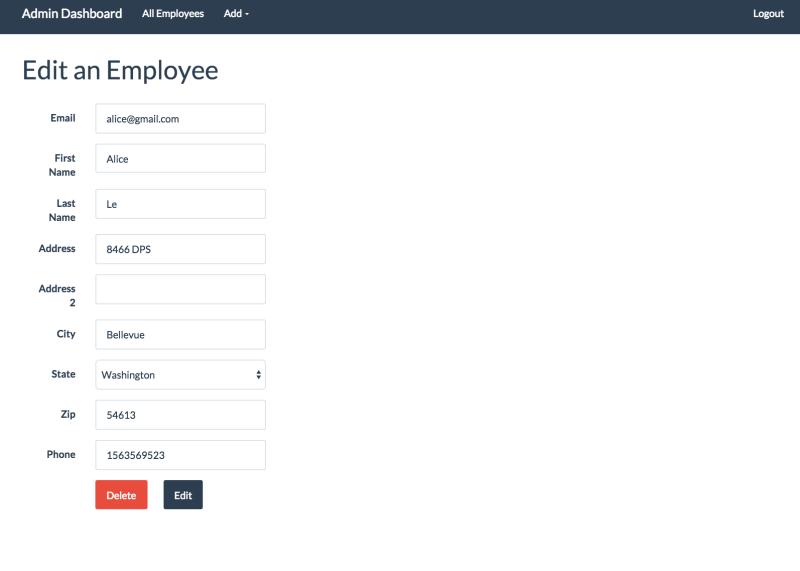 Admin Dashboard All Employees Add Logout
Edit an Employee
Email alice@gmail.com
First Name Alice
Last Name Le
Address 8466 DPS
Address 2
City Bellevue
State Washington
Zip 54613
Phone 1563569523
Delete Edit